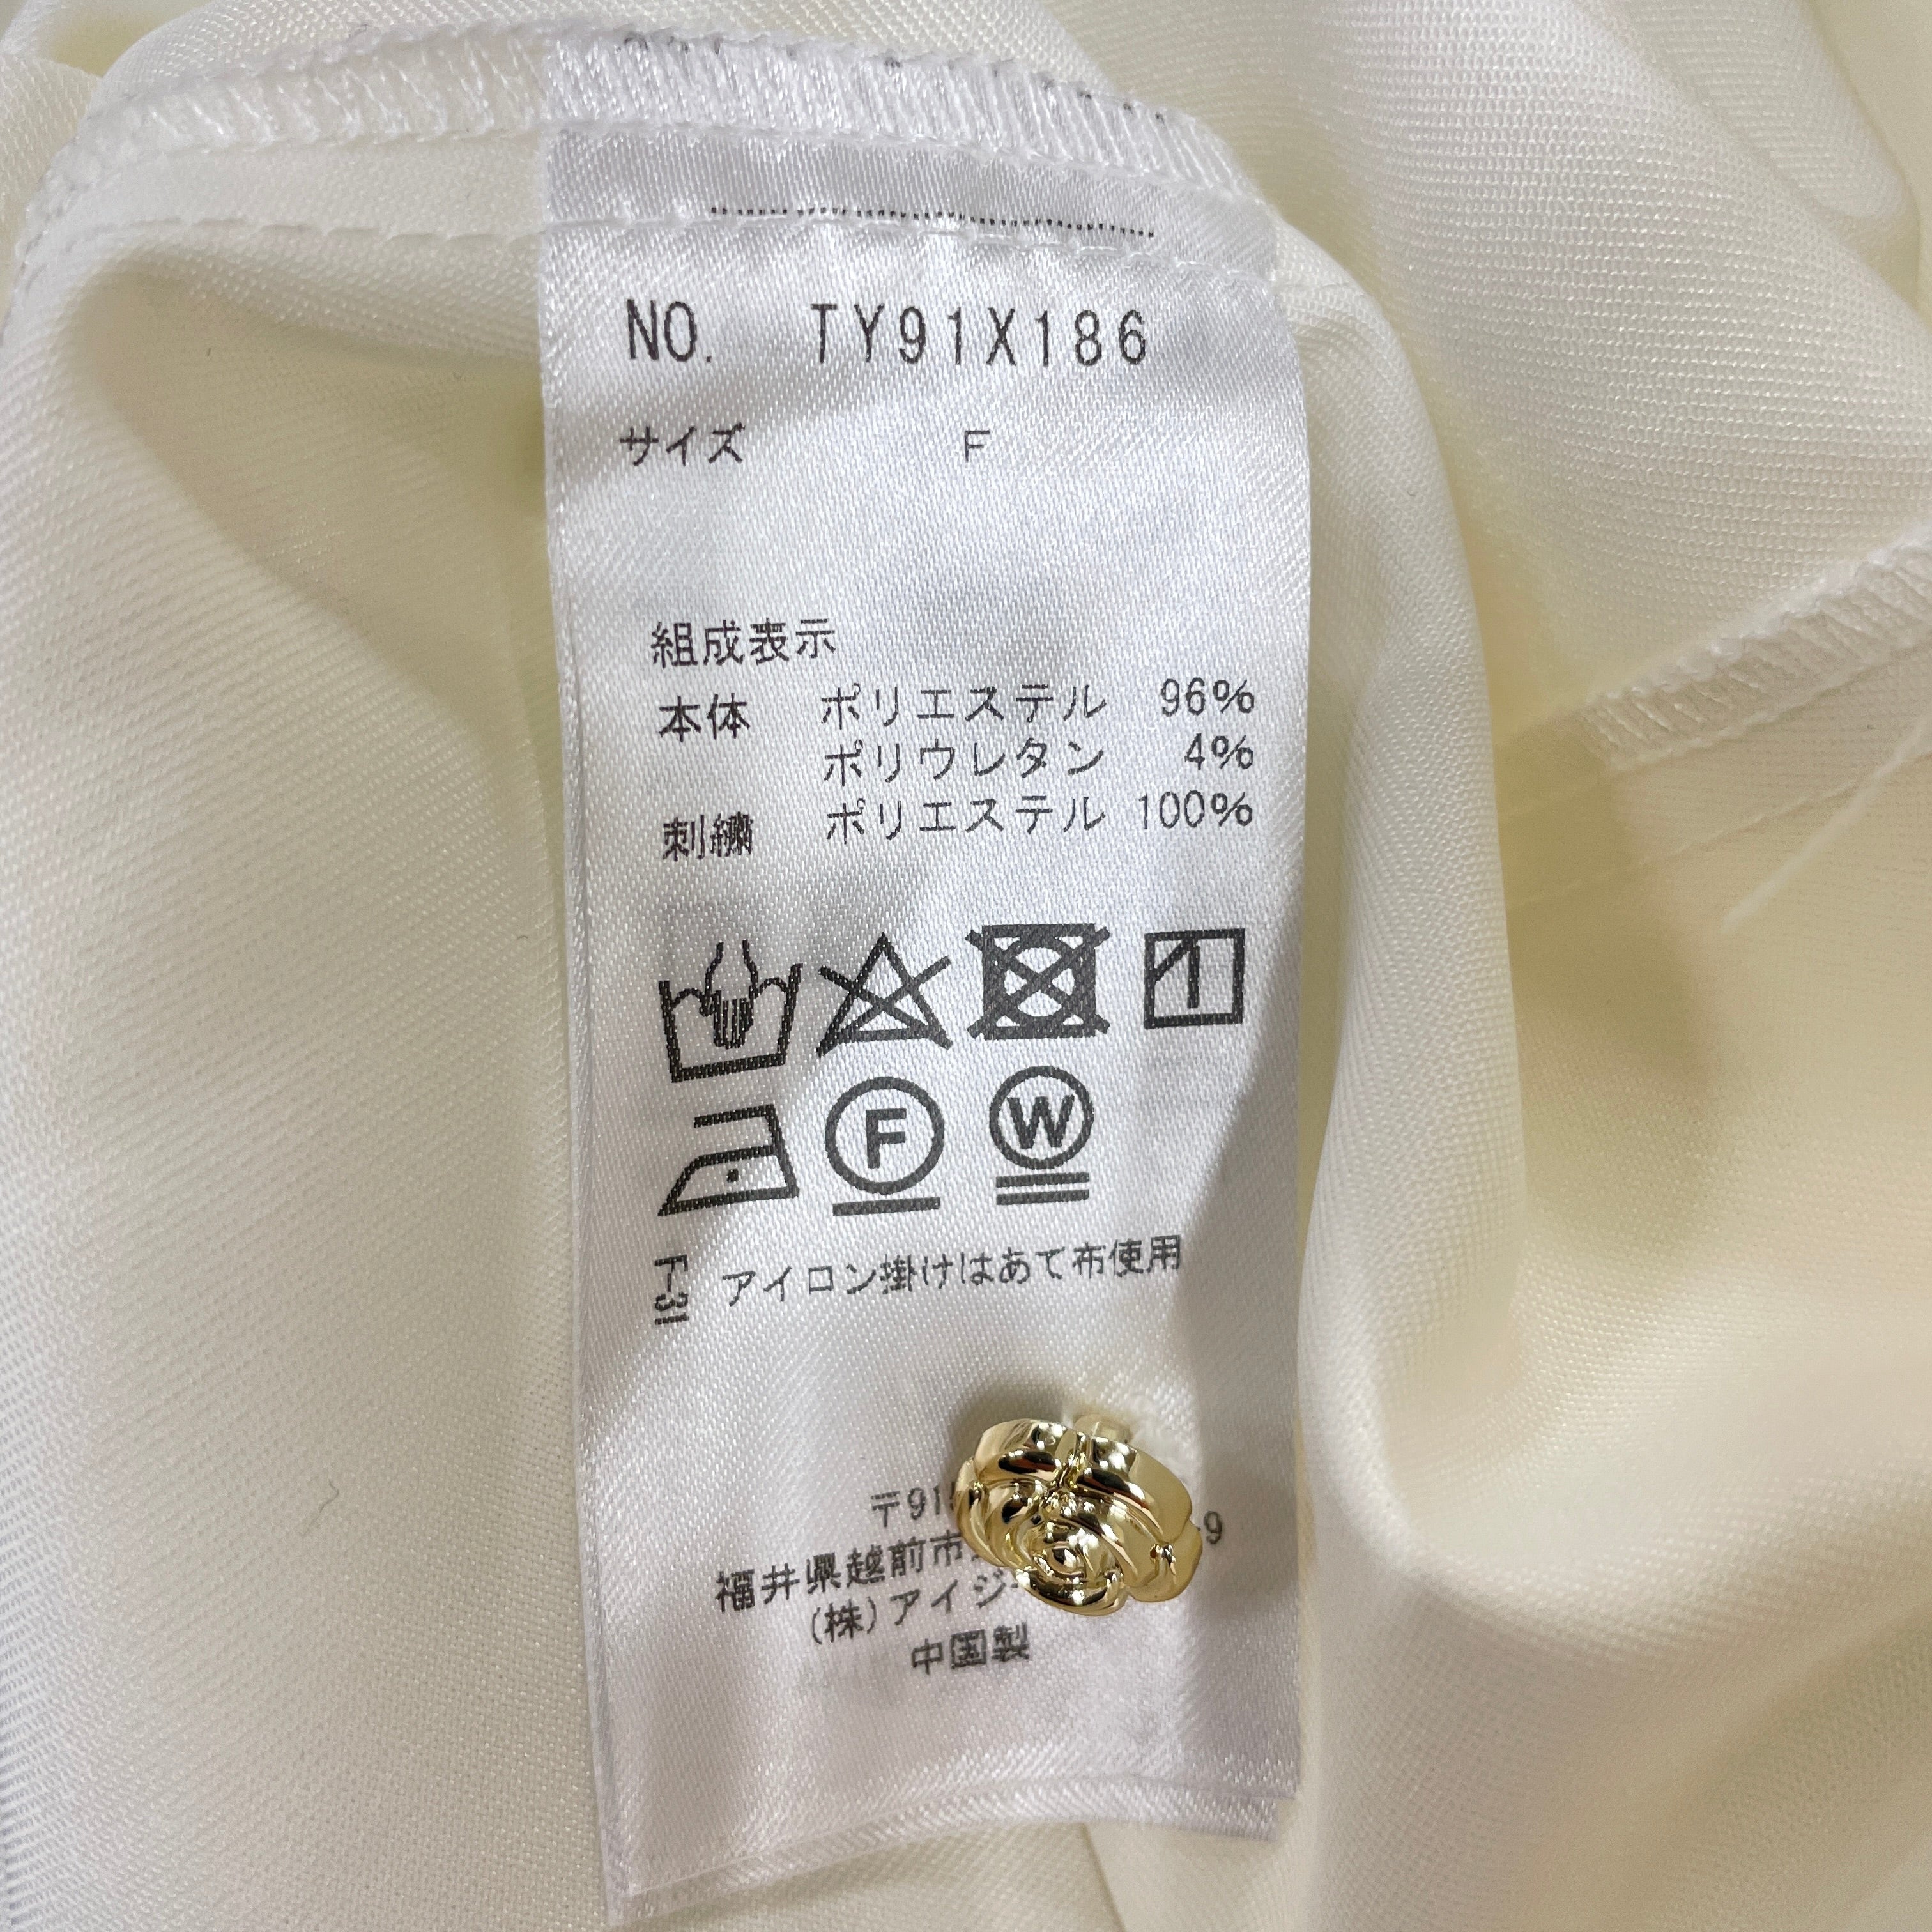 NO. TY91X186
サイズ F
組成表示
本体 ポリエステル 96%
ポリウレタン 4%
刺繍 ポリエステル 100%
F
W
F-31 アイロン掛けはあて布使用
〒91 9
福井県越前市
(株)アイジ
中国製